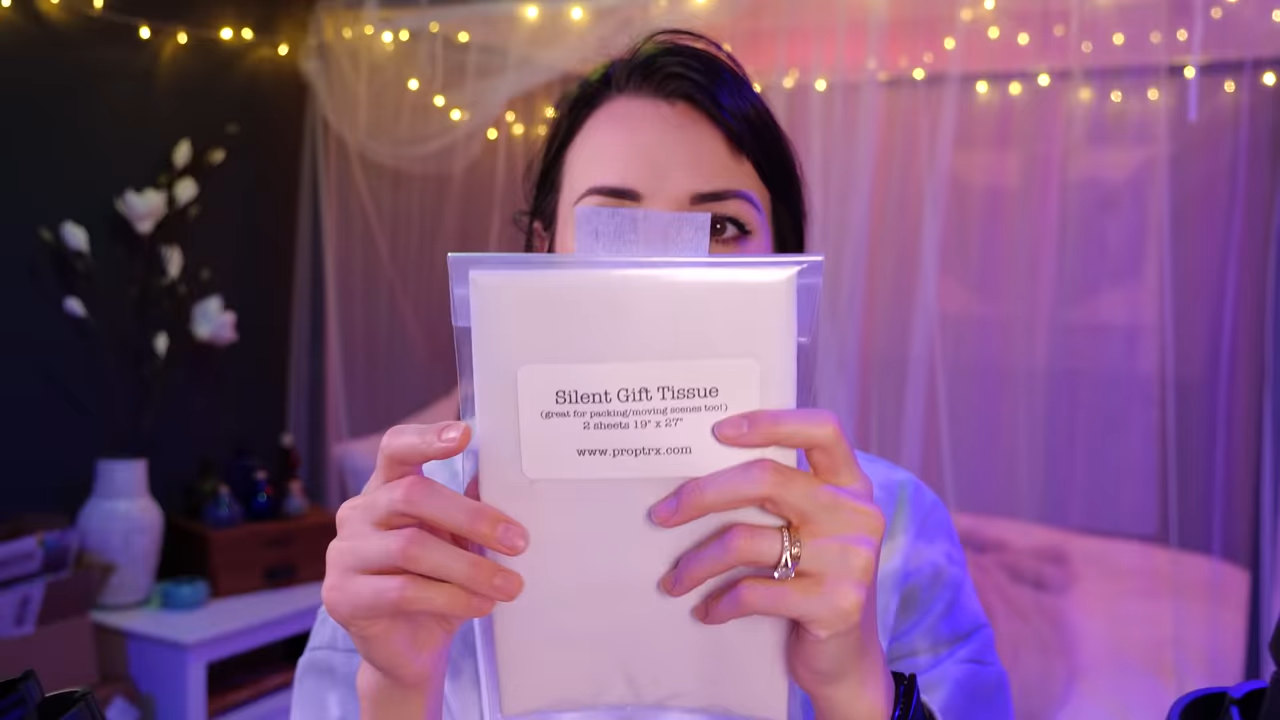 Silent Gift Tissue
(great for packing/moving scenes too!)
2 sheets 19" x 27"
www.proptrx.com